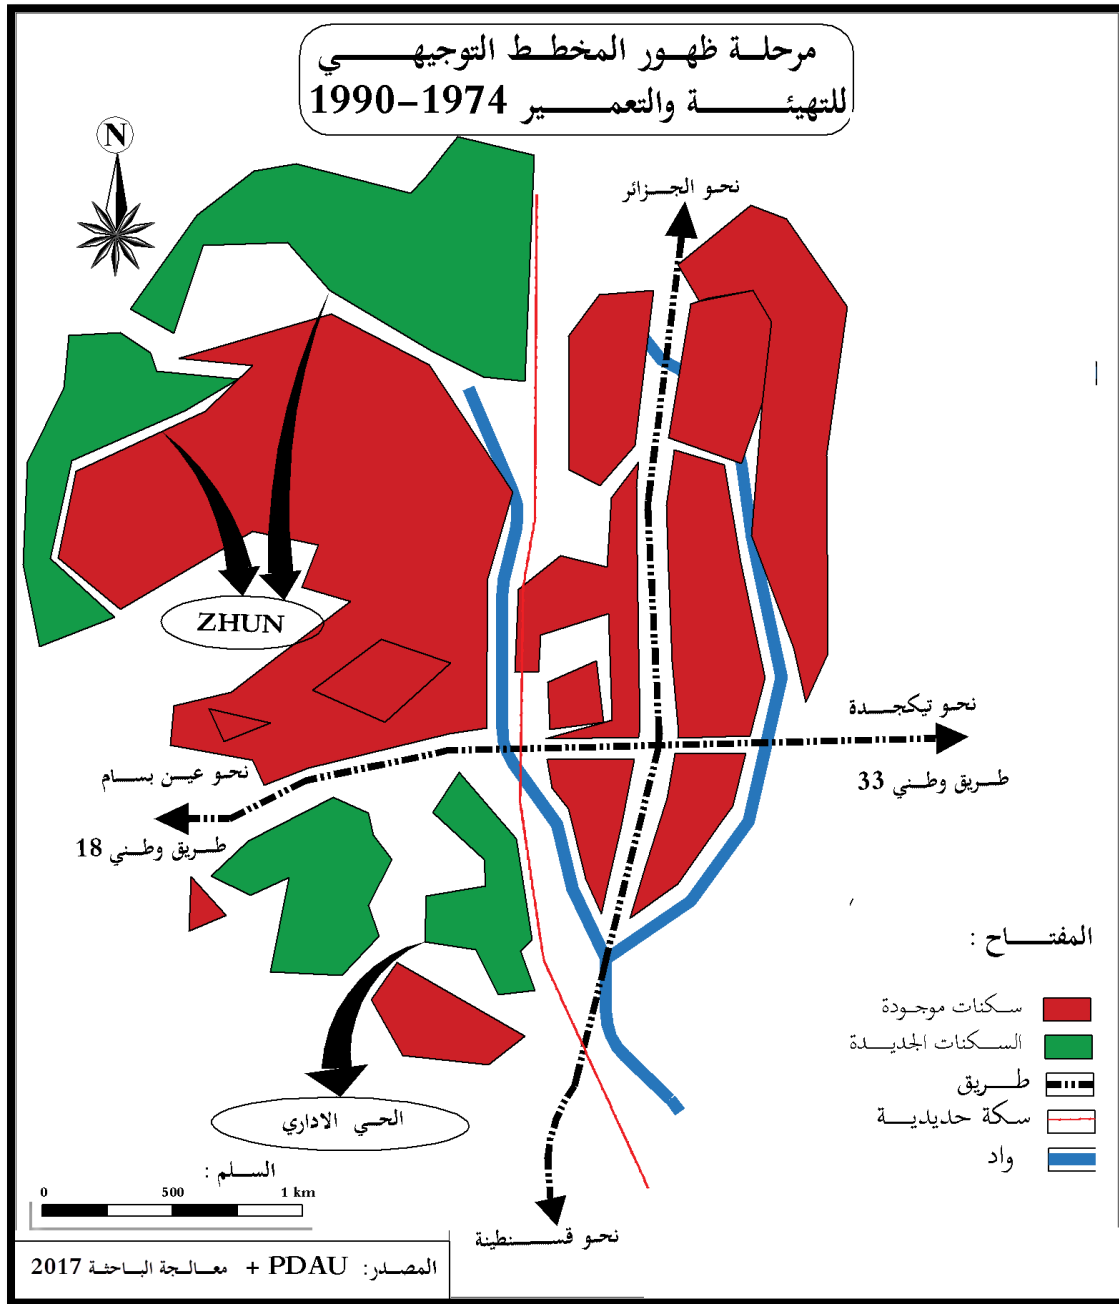 مرحلة ظهور المخطط التوجيهي
للتهيئة والتعمير 1974-1990
N
نحو الجزائر
ZHUN
نحو تيكجدة
طريق وطني 33
نحو عين بسام
طريق وطني 18
المفتاح :
سكنات موجودة
السكنات الجديدة
طريق
سكة حديدية
واد
الحي الاداري
السلم :
0 500 1 km
نحو قسنطينة
المصدر: PDAU + معالجة الباحثة 2017